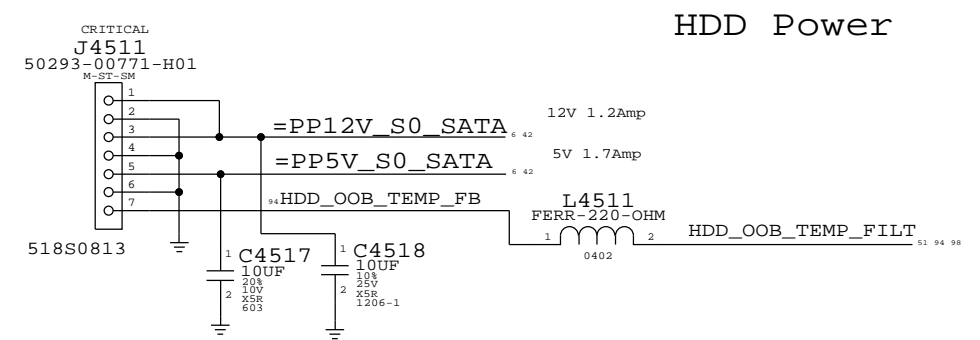 HDD Power
CRITICAL
J4511
50293-00771-H01
M-ST-SM
1
2
3
4
5
6
7
518S0813
=PP12V_S0_SATA 6 42
12V 1.2Amp
=PP5V_S0_SATA 6 42
5V 1.7Amp
94 HDD_OOB_TEMP_FB
L4511
FERR-220-OHM
1 2
0402
HDD_OOB_TEMP_FILT 51 94 98
1 C4517
10UF
20%
10V
2 X5R
603
1 C4518
10UF
10%
25V
2 X5R
1206-1